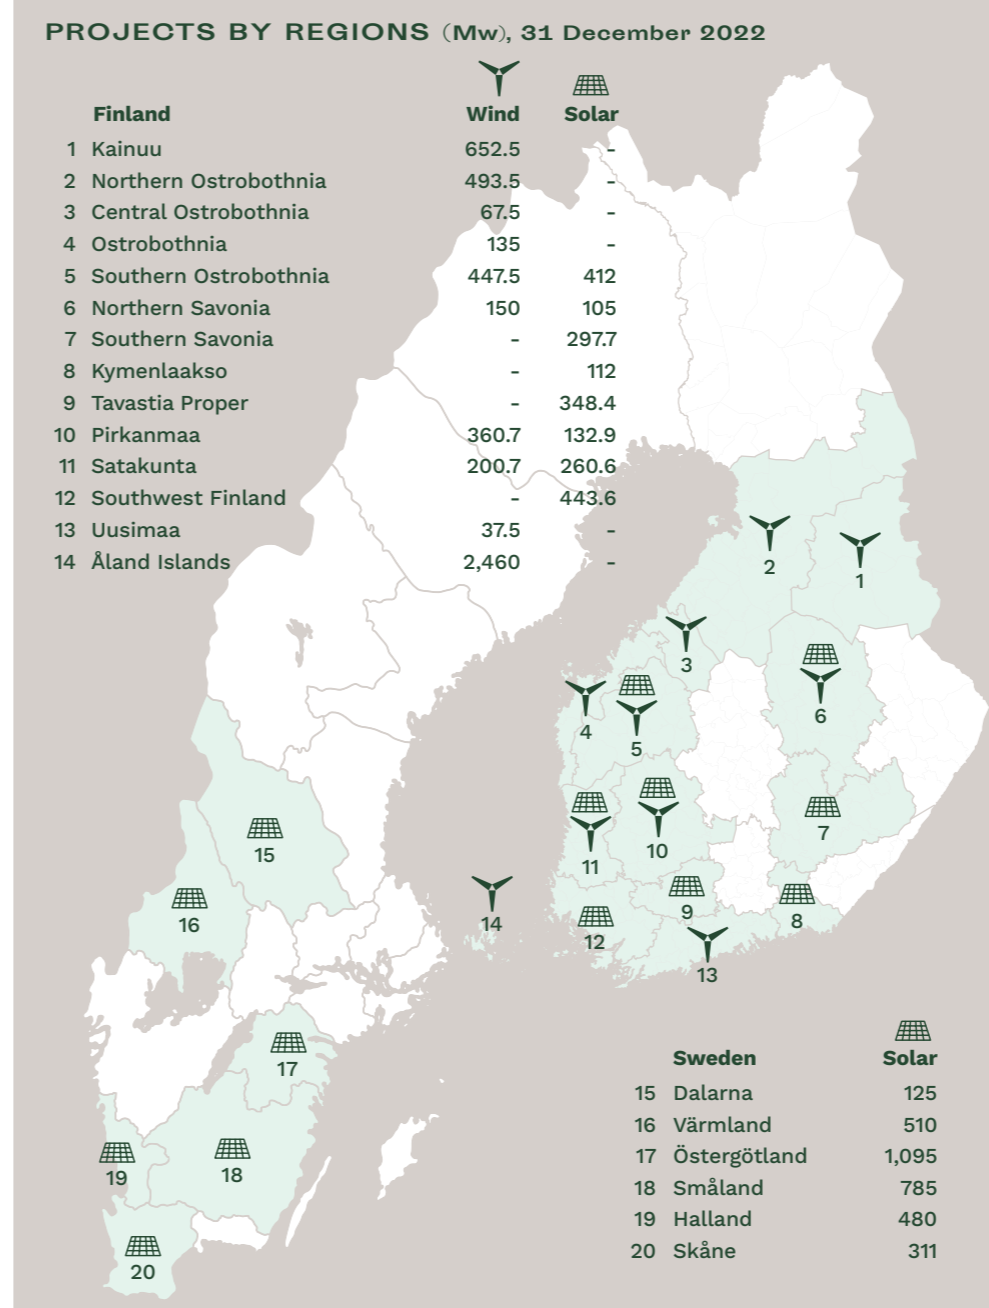 PROJECTS BY REGIONS (Mw), 31 December 2022
Finland Wind Solar
1 Kainuu 652.5 -
2 Northern Ostrobothnia 493.5 -
3 Central Ostrobothnia 67.5 -
4 Ostrobothnia 135 -
5 Southern Ostrobothnia 447.5 412
6 Northern Savonia 150 105
7 Southern Savonia - 297.7
8 Kymenlaakso - 112
9 Tavastia Proper - 348.4
10 Pirkanmaa 360.7 132.9
11 Satakunta 200.7 260.6
12 Southwest Finland - 443.6
13 Uusimaa 37.5 -
14 Åland Islands 2,460 -
2
1
3
6
4
5
7
10
11
15
9
8
16
14
12
13
17
18
19
20
Sweden Solar
15 Dalarna 125
16 Värmland 510
17 Östergötland 1,095
18 Småland 785
19 Halland 480
20 Skåne 311